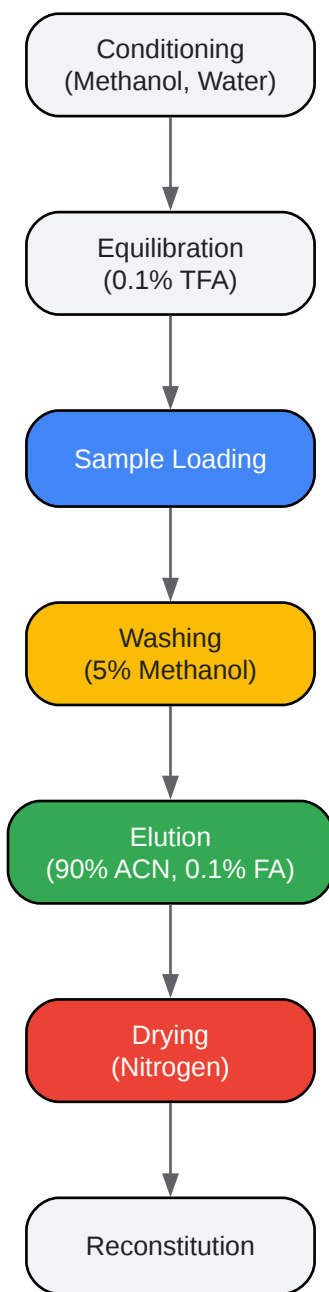 Conditioning
(Methanol, Water)
Equilibration
(0.1% TFA)
Sample Loading
Washing
(5% Methanol)
Elution
(90% ACN, 0.1% FA)
Drying
(Nitrogen)
Reconstitution